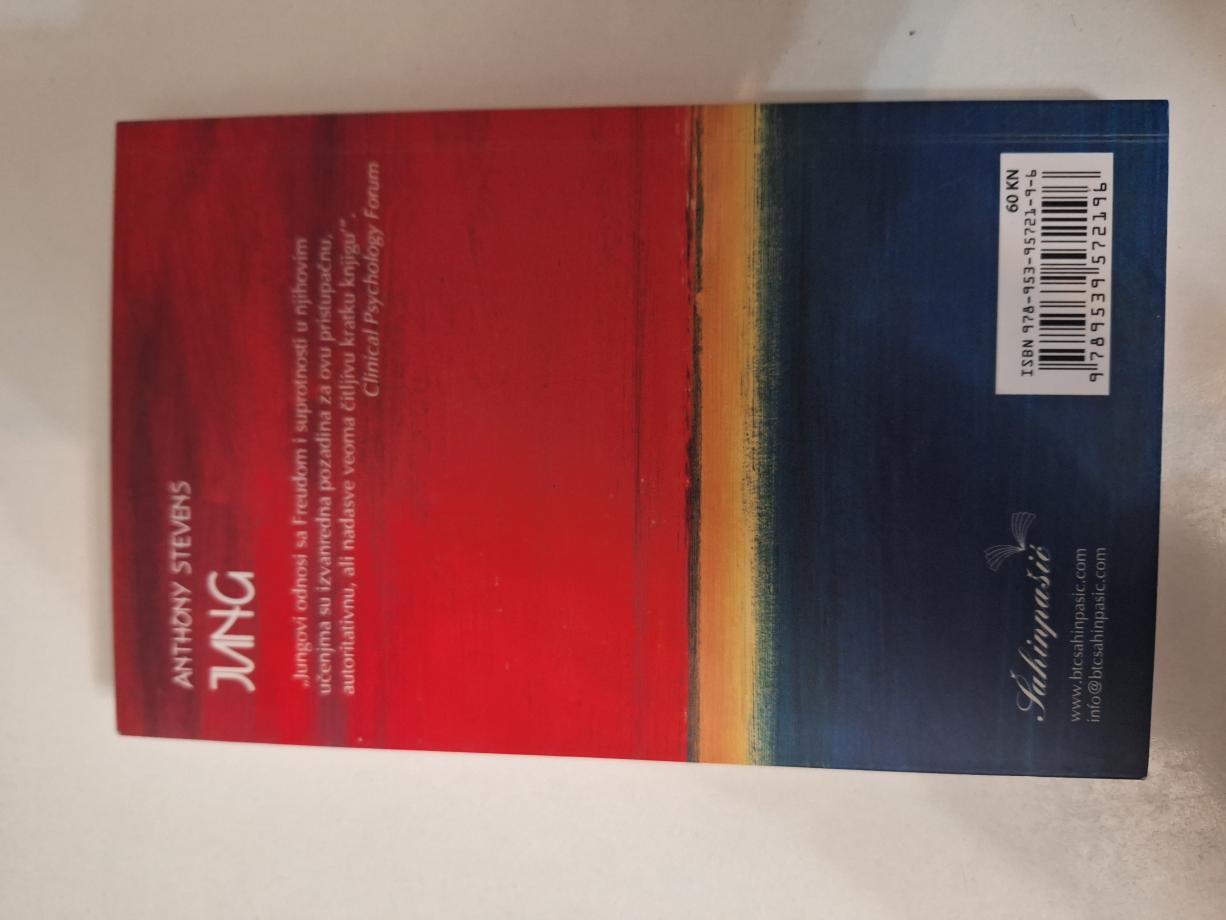 ANTHONY STEVENS
JUNG
„Jungovi odnosi sa Freudom i suprotnosti u njihovim
učenjima su izvanredna pozadina za ovu pristupačnu,
autoritativnu, ali nadasve veoma čitljivu kratku knjigu”.
Clinical Psychology Forum
Šahinpašić
www.btcsahinpasic.com
info@btcsahinpasic.com
60 KN
ISBN 978-953-95721-9-6
9 789539 572196